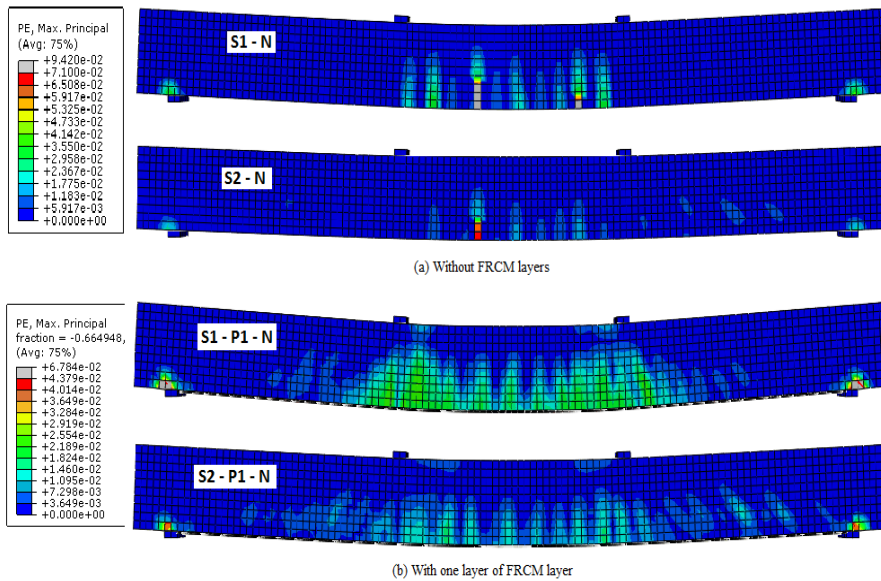 PE, Max. Principal
(Avg: 75%)
+9.420e-02
+7.100e-02
+6.508e-02
+5.917e-02
+5.325e-02
+4.733e-02
+4.142e-02
+3.550e-02
+2.958e-02
+2.367e-02
+1.775e-02
+1.183e-02
+5.917e-03
+0.000e+00
S1 - N
S2 - N
(a) Without FRCM layers
PE, Max. Principal
fraction = -0.664948,
(Avg: 75%)
+6.784e-02
+4.379e-02
+4.014e-02
+3.649e-02
+3.284e-02
+2.919e-02
+2.554e-02
+2.189e-02
+1.824e-02
+1.460e-02
+1.095e-02
+7.298e-03
+3.649e-03
+0.000e+00
S1 - P1 - N
S2 - P1 - N
(b) With one layer of FRCM layer